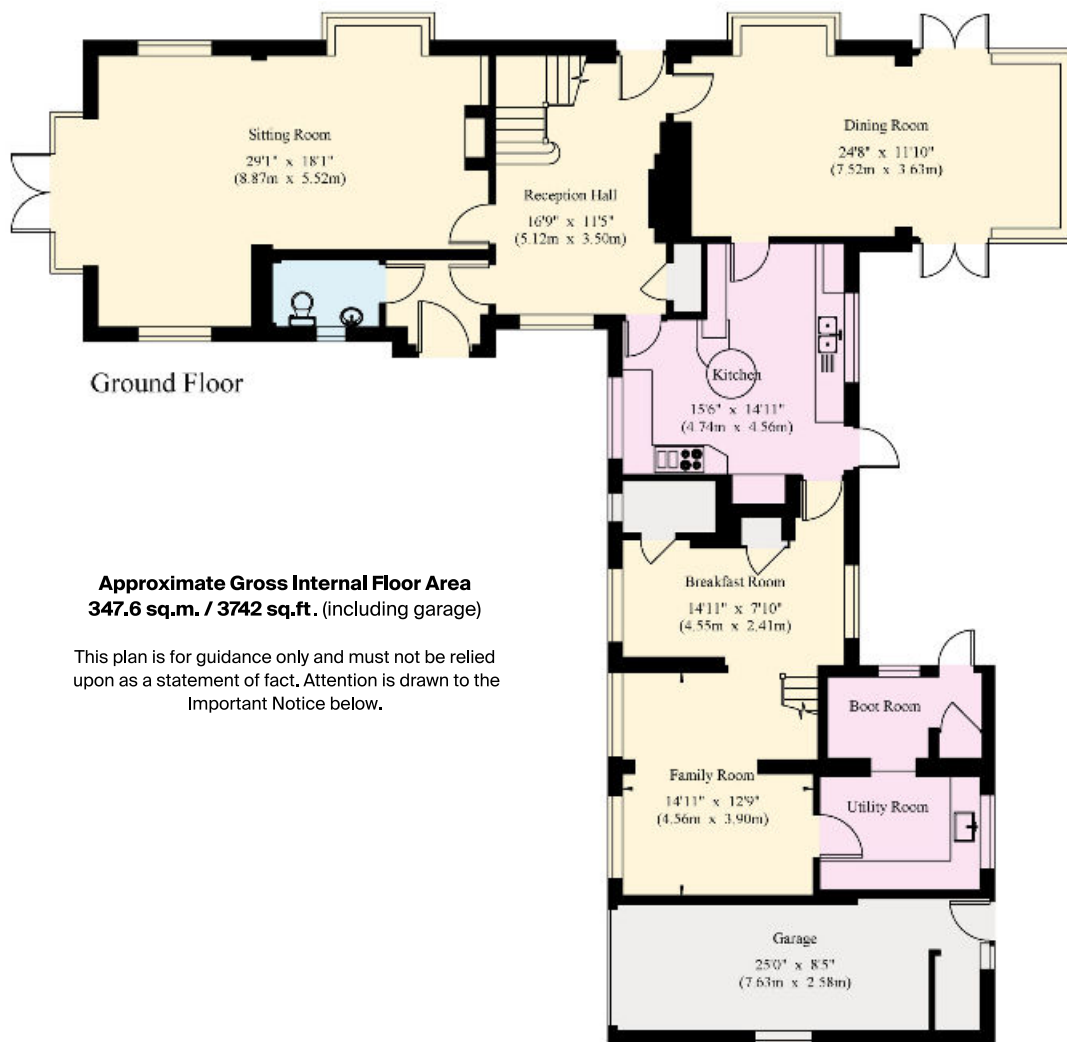 Sitting Room
29'1" x 18'1"
(8.87m x 5.52m)
Reception Hall
16'9" x 11'5"
(5.12m x 3.50m)
Dining Room
24'8" x 11'10"
(7.52m x 3.63m)
Ground Floor
Kitchen
15'6" x 14'11"
(4.74m x 4.56m)
Approximate Gross Internal Floor Area
347.6 sq.m. / 3742 sq.ft. (including garage)
This plan is for guidance only and must not be relied
upon as a statement of fact. Attention is drawn to the
Important Notice below.
Breakfast Room
14'11" x 7'10"
(4.55m x 2.41m)
Boot Room
Family Room
14'11" x 12'9"
(4.56m x 3.90m)
Utility Room
Garage
25'0" x 8'5"
(7.63m x 2.58m)